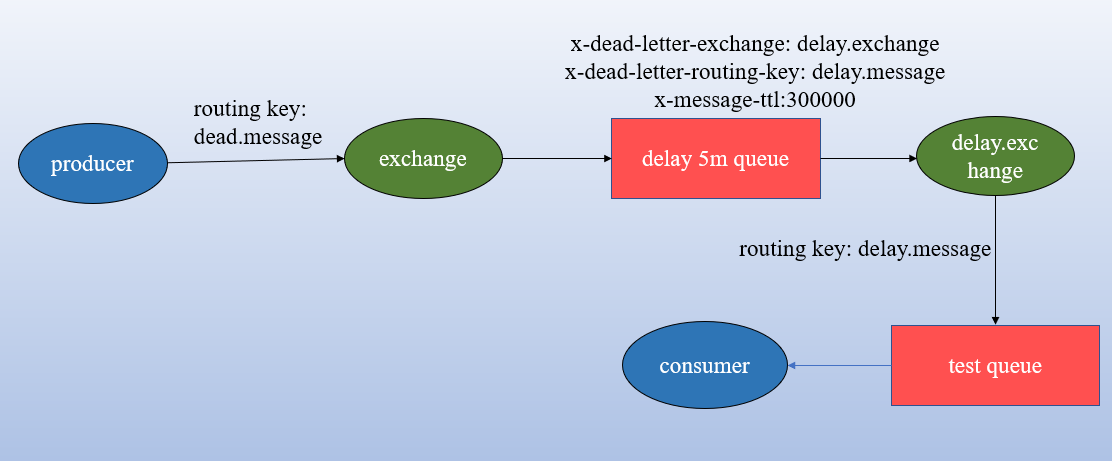 x-dead-letter-exchange: delay.exchange
x-dead-letter-routing-key: delay.message
x-message-ttl:300000
routing key:
dead.message
producer
exchange
delay 5m queue
delay.exc
hange
routing key: delay.message
consumer
test queue